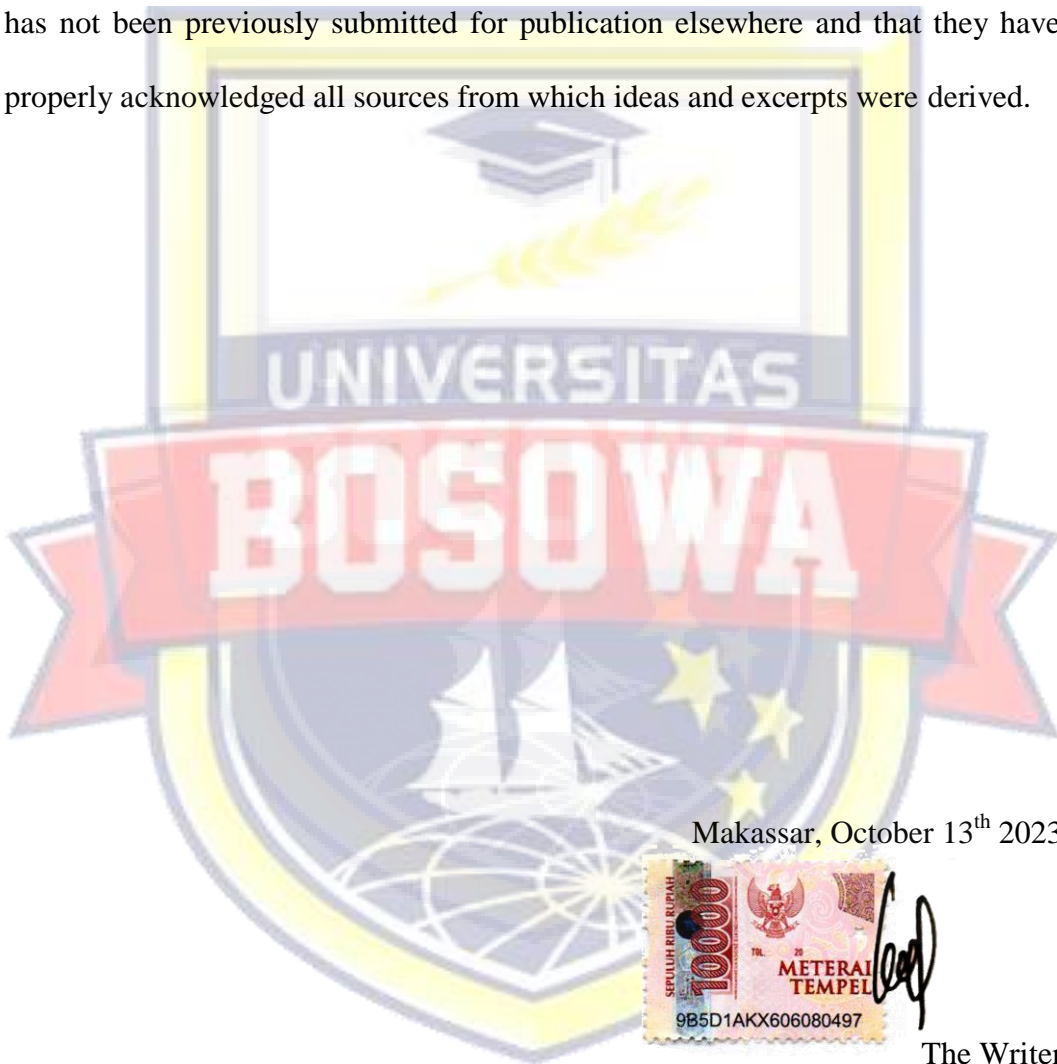 has not been previously submitted for publication elsewhere and that they have
properly acknowledged all sources from which ideas and excerpts were derived.
UNIVERSITAS
BOSOWA
Makassar, October 13th 2023
SEPULUH RIBU RUPIAH
10000
TGL. 20
METERAI
TEMPEL
9B5D1AKX606080497
The Writer